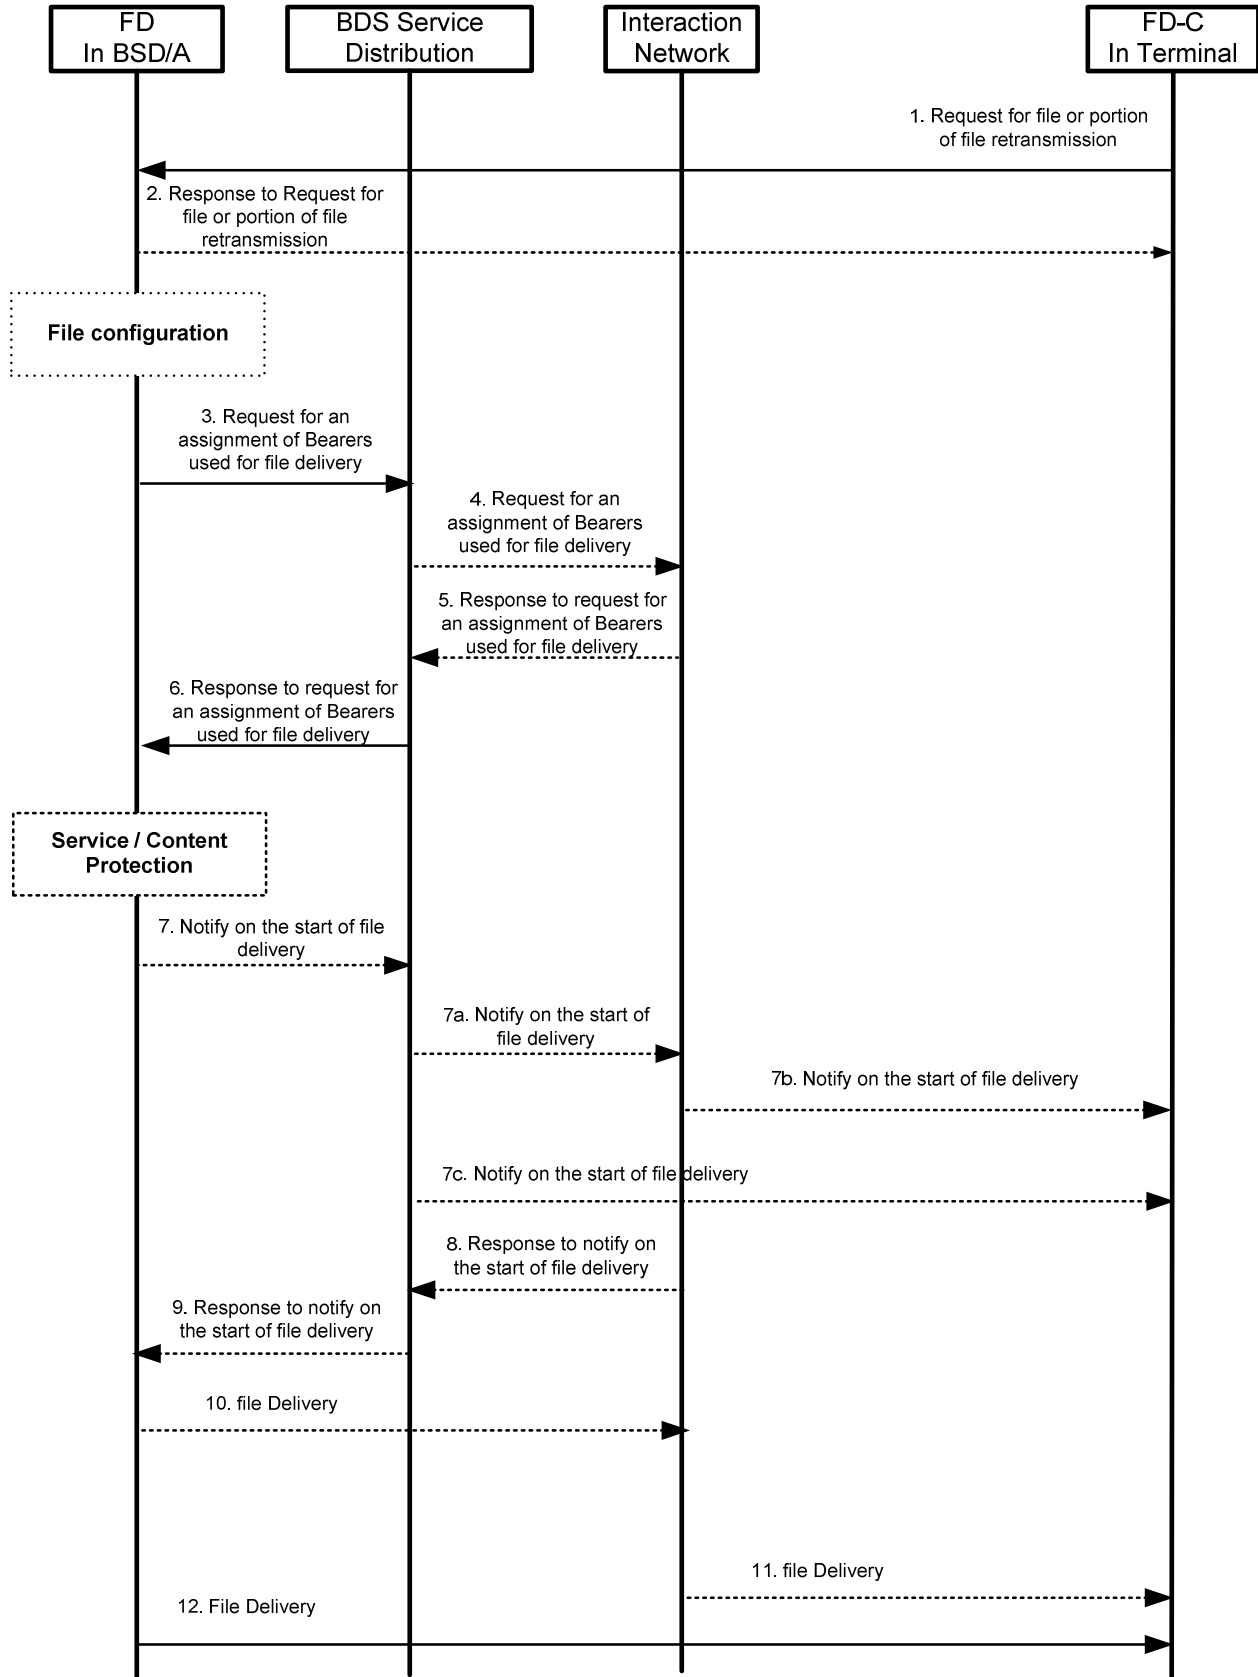 FD
In BSD/A
BDS Service
Distribution
Interaction
Network
FD-C
In Terminal
1. Request for file or portion
of file retransmission
2. Response to Request for
file or portion of file
retransmission
File configuration
3. Request for an
assignment of Bearers
used for file delivery
4. Request for an
assignment of Bearers
used for file delivery
5. Response to request for
an assignment of Bearers
used for file delivery
6. Response to request for
an assignment of Bearers
used for file delivery
Service / Content
Protection
7. Notify on the start of file
delivery
7a. Notify on the start of
file delivery
7b. Notify on the start of file delivery
7c. Notify on the start of file delivery
8. Response to notify on
the start of file delivery
9. Response to notify on
the start of file delivery
10. file Delivery
11. file Delivery
12. File Delivery